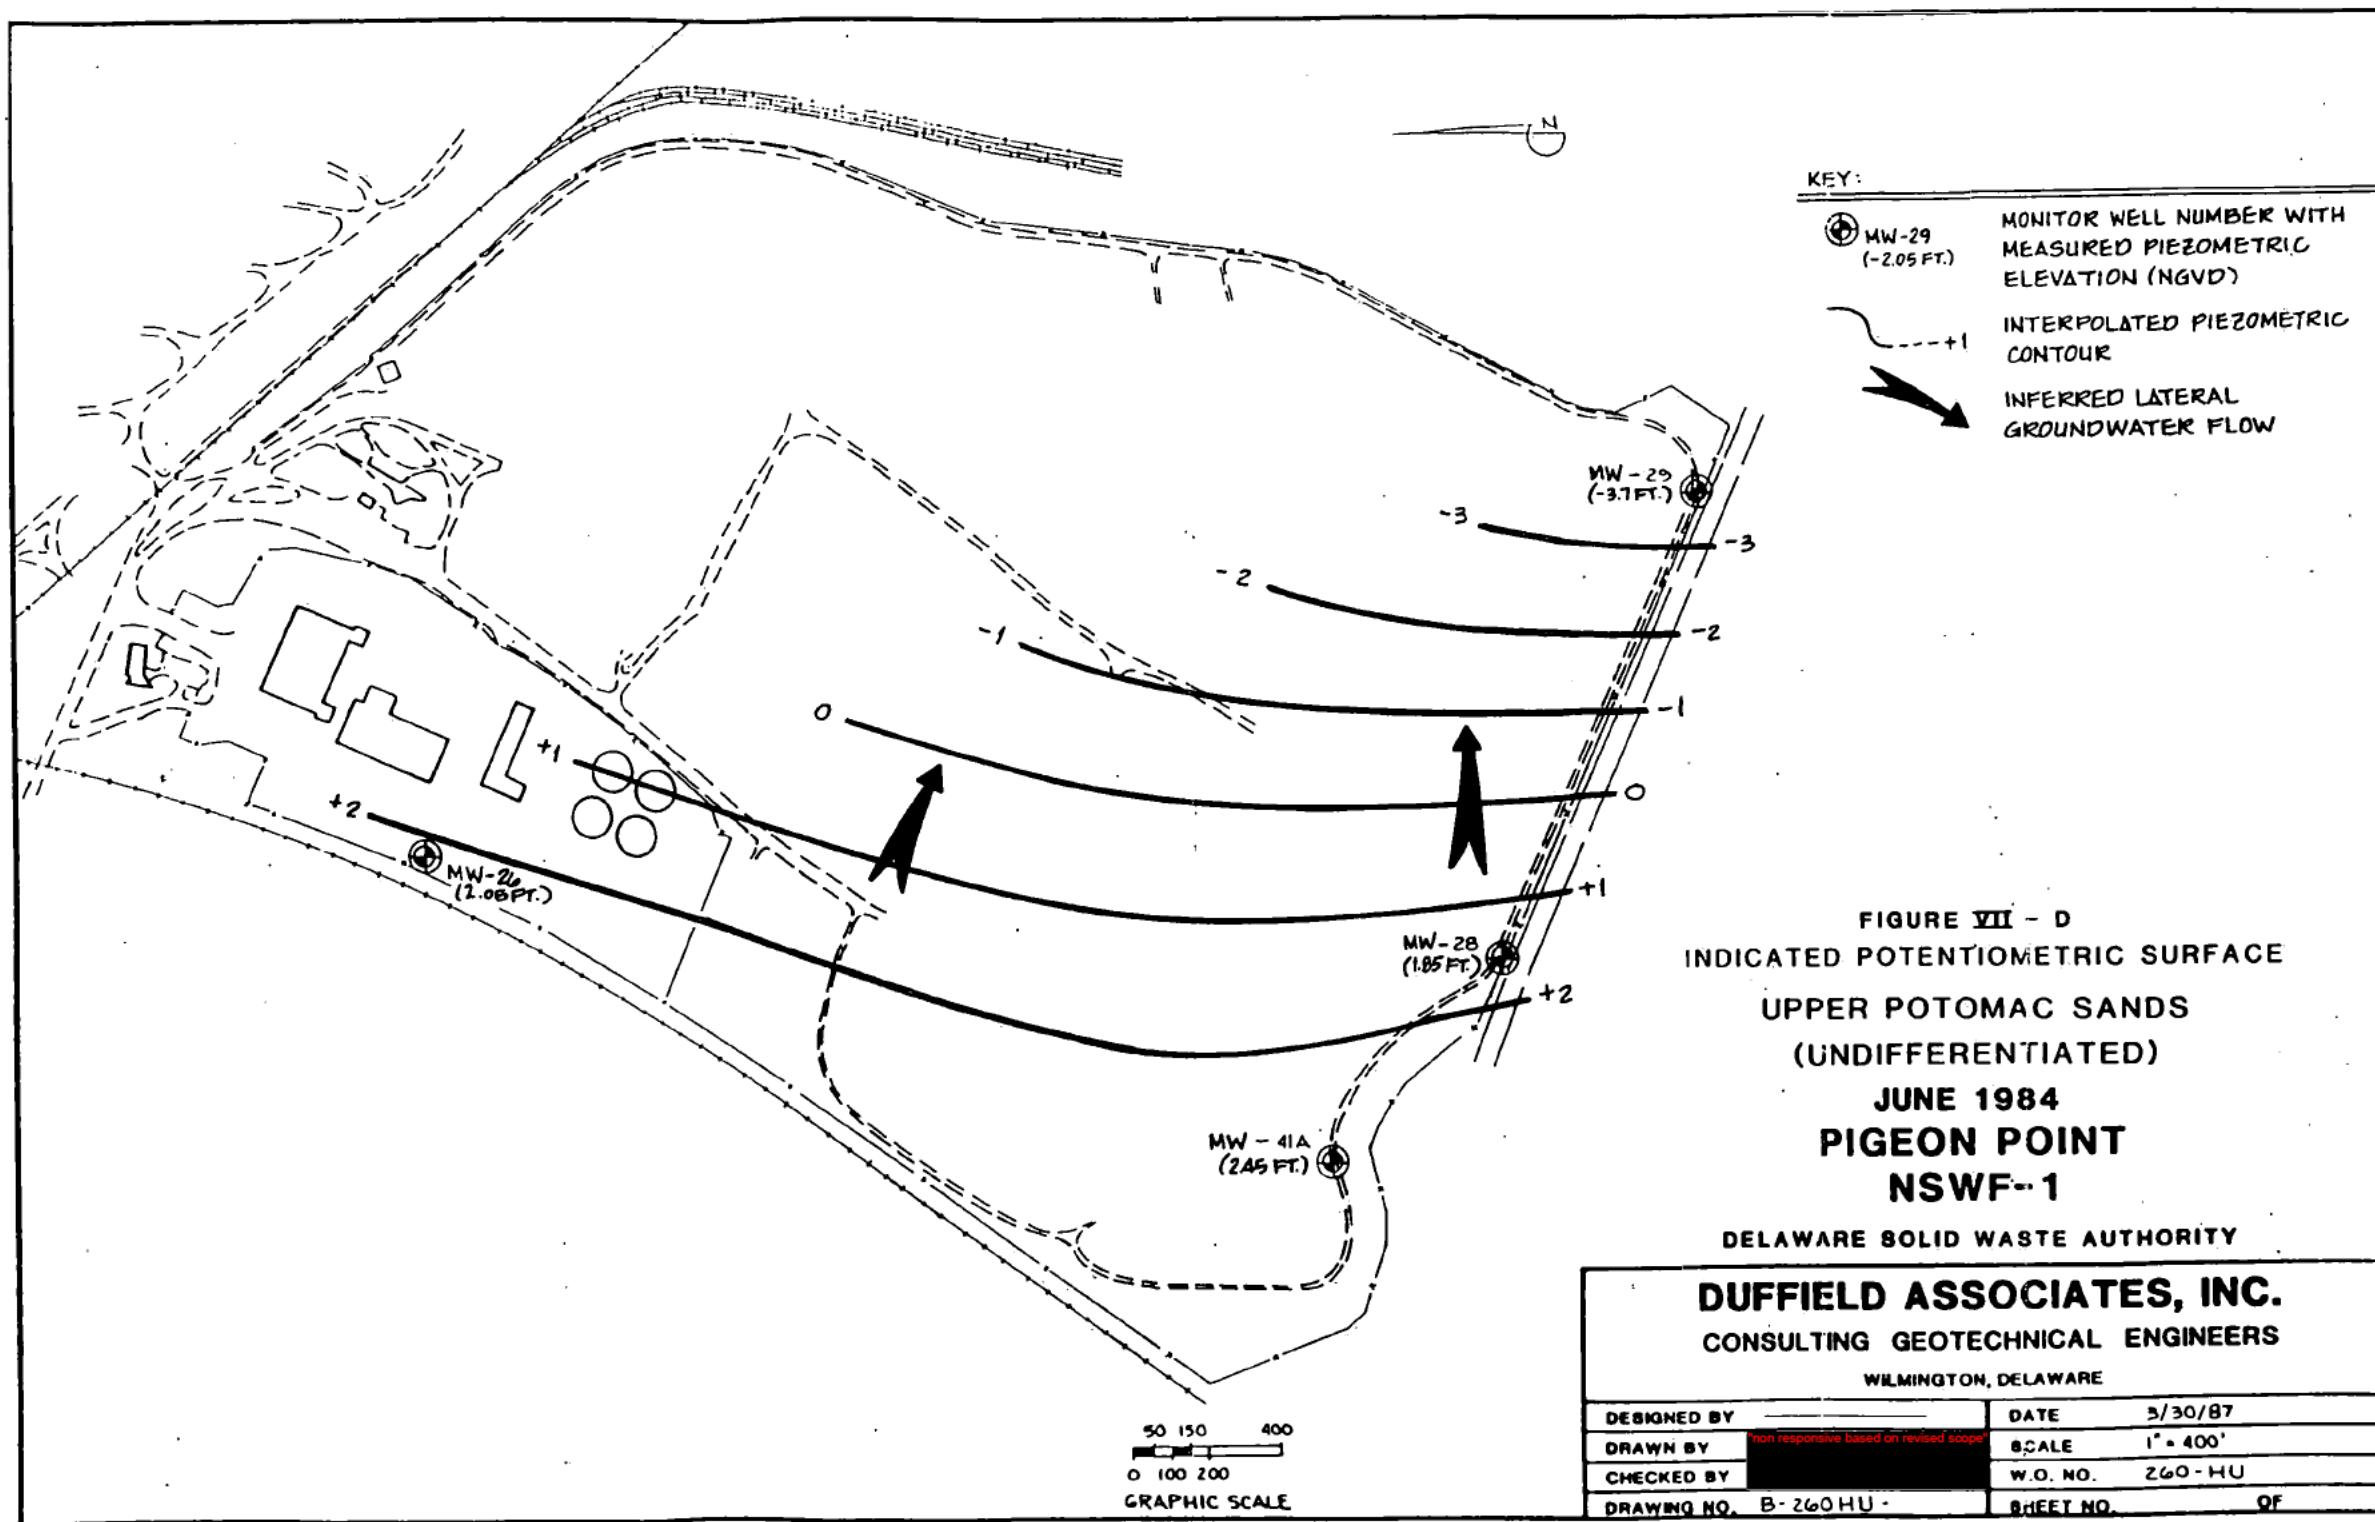 N
KEY:
MW-29
(-2.05 FT.)
MONITOR WELL NUMBER WITH
MEASURED PIEZOMETRIC
ELEVATION (NGVD)
+1
INTERPOLATED PIEZOMETRIC
CONTOUR
INFERRED LATERAL
GROUNDWATER FLOW
MW-29
(-3.7 FT.)
-3
-3
-2
-2
-1
-1
0
0
+1
+1
+2
+2
MW-26
MW-28
(1.85 FT.)
MW-41A
(2.45 FT.)
FIGURE VII - D
INDICATED POTENTIOMETRIC SURFACE
UPPER POTOMAC SANDS
(UNDIFFERENTIATED)
JUNE 1984
PIGEON POINT
NSWF-1
DELAWARE SOLID WASTE AUTHORITY
DUFFIELD ASSOCIATES, INC.
CONSULTING GEOTECHNICAL ENGINEERS
WILMINGTON, DELAWARE
DESIGNED BY
DATE 3/30/87
DRAWN BY "non responsive based on revised scope"
SCALE 1" = 400'
CHECKED BY
W.O. NO. 260-HU
DRAWING NO. B-260HU-
SHEET NO. OF
50 150 400
0 100 200
GRAPHIC SCALE